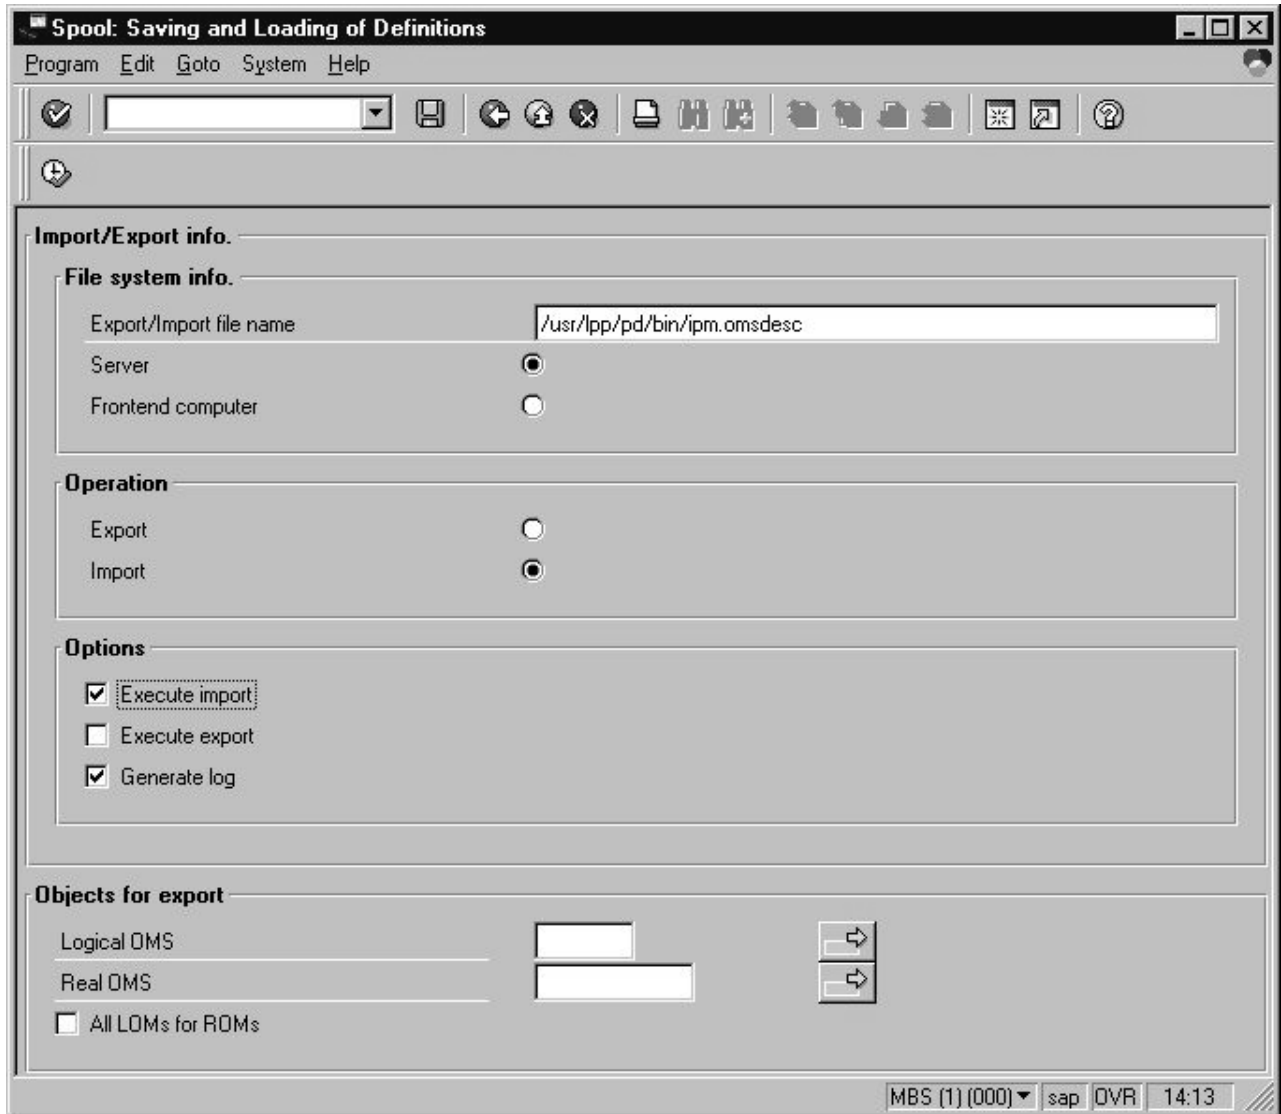 Spool: Saving and Loading of Definitions
Program Edit Goto System Help
Import/Export info.
File system info.
Export/Import file name /usr/lpp/pd/bin/ipm.omsdesc
Server
Frontend computer
Operation
Export
Import
Options
Execute import
Execute export
Generate log
Objects for export
Logical OMS
Real OMS
All LOMs for ROMs
MBS (1) (000) sap OVR 14:13